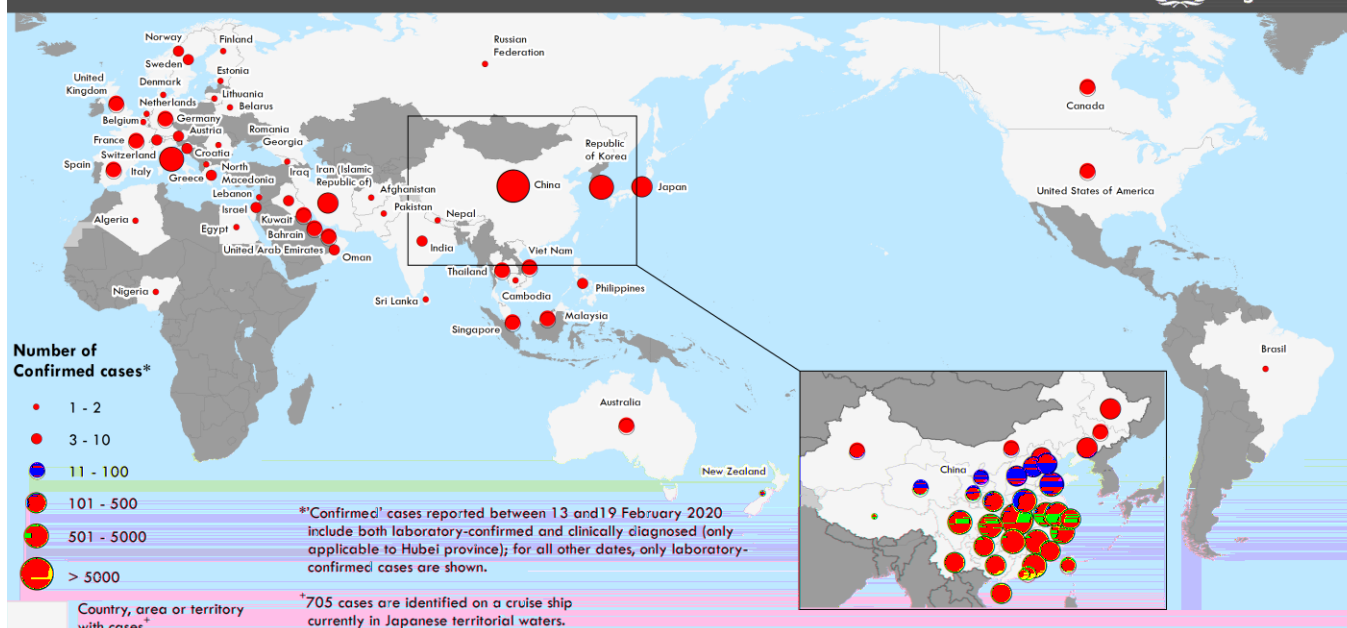 Norway
Finland
Russian
Federation
Sweden
Estonia
United
Kingdom
Denmark
Lithuania
Netherlands
Belarus
Belgium
Germany
Canada
France
Austria
Romania
Georgia
Republic
of Korea
Switzerland
Croatia
Spain
Italy
Greece
North
Macedonia
Iraq
Iran (Islamic
Republic of)
Afghanistan
China
Japan
United States of America
Lebanon
Israel
Pakistan
Algeria
Egypt
Kuwait
Bahrain
Nepal
United Arab Emirates
Oman
India
Viet Nam
Thailand
Nigeria
Sri Lanka
Cambodia
Philippines
Singapore
Malaysia
Brasil
Australia
New Zealand
China
Number of
Confirmed cases*
1 - 2
3 - 10
11 - 100
101 - 500
501 - 5000
> 5000
Country, area or territory
with cases+
*'Confirmed' cases reported between 13 and19 February 2020
include both laboratory-confirmed and clinically diagnosed (only
applicable to Hubei province); for all other dates, only laboratory-
confirmed cases are shown.
+705 cases are identified on a cruise ship
currently in Japanese territorial waters.